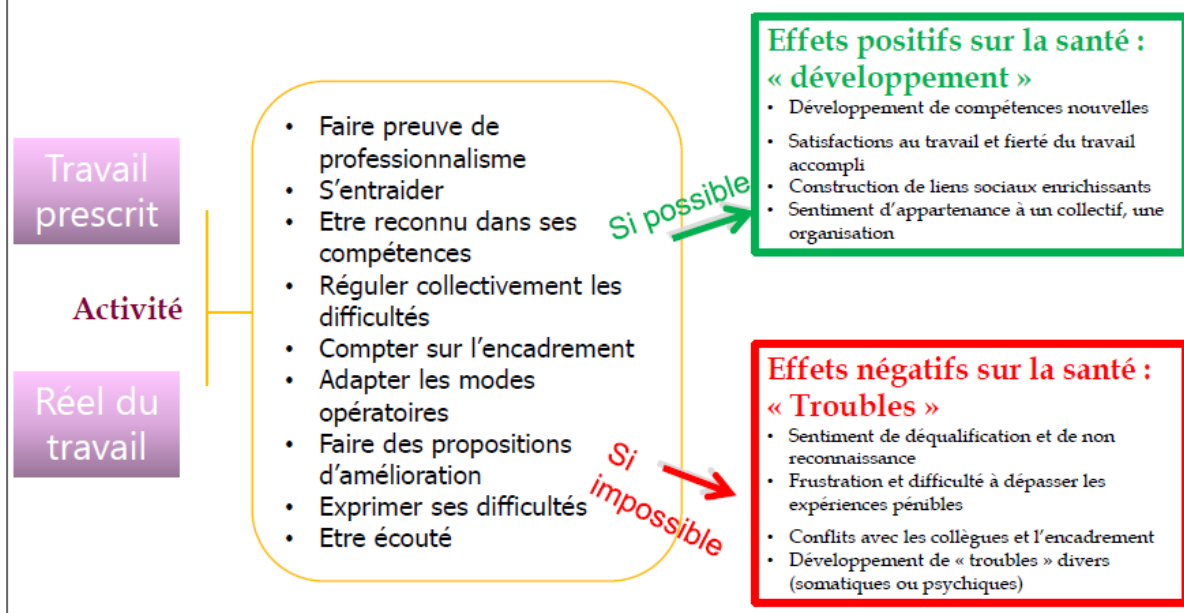 Travail
prescrit
Activité
Réel du
travail
• Faire preuve de
professionnalisme
• S'entraider
• Etre reconnu dans ses
compétences
• Réguler collectivement les
difficultés
• Compter sur l'encadrement
• Adapter les modes
opératoires
• Faire des propositions
d'amélioration
• Exprimer ses difficultés
• Etre écouté
Si possible
Si
impossible
Effets positifs sur la santé :
« développement »
• Développement de compétences nouvelles
• Satisfactions au travail et fierté du travail
accompli
• Construction de liens sociaux enrichissants
• Sentiment d'appartenance à un collectif, une
organisation
Effets négatifs sur la santé :
« Troubles »
• Sentiment de déqualification et de non
reconnaissance
• Frustration et difficulté à dépasser les
expériences pénibles
• Conflits avec les collègues et l'encadrement
• Développement de « troubles » divers
(somatiques ou psychiques)